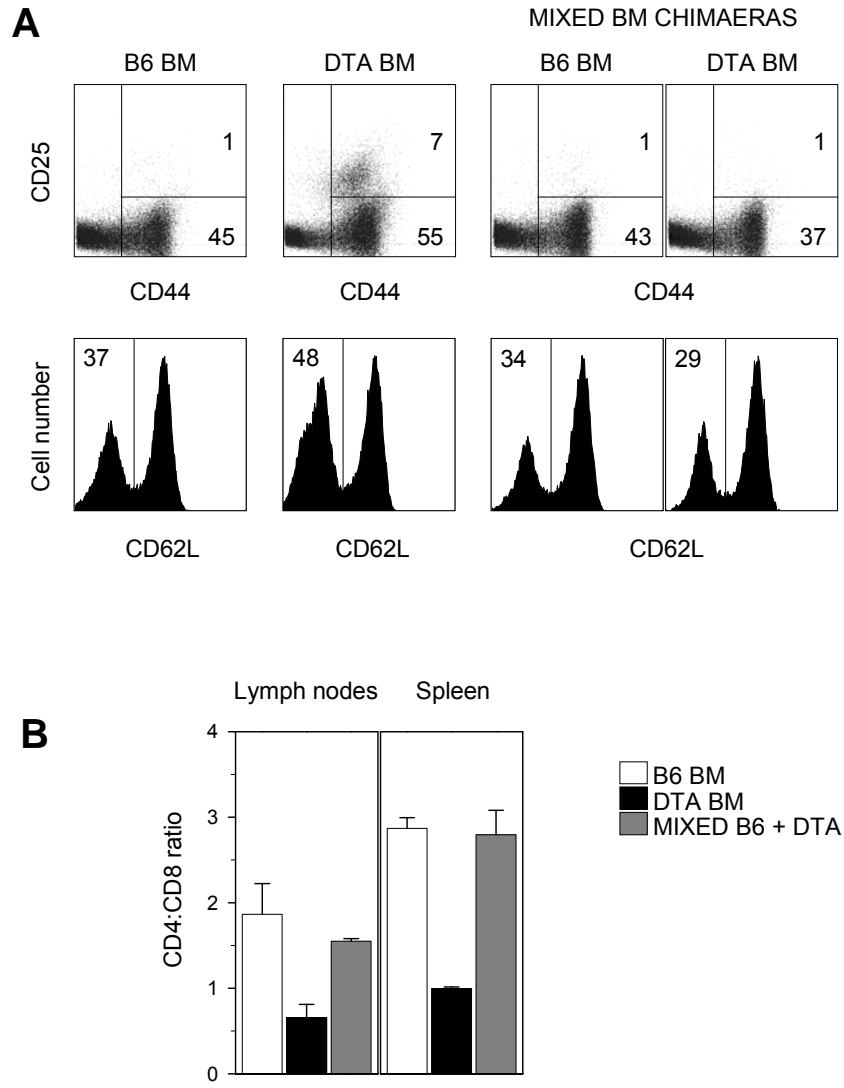 A
MIXED BM CHIMAERAS
B6 BM DTA BM B6 BM DTA BM
CD25
1 7 1 1
45 55 43 37
CD44 CD44 CD44
Cell number
37 48 34 29
CD62L CD62L CD62L
B
Lymph nodes Spleen
CD4:CD8 ratio
4
3
2
1
0
B6 BM
DTA BM
MIXED B6 + DTA